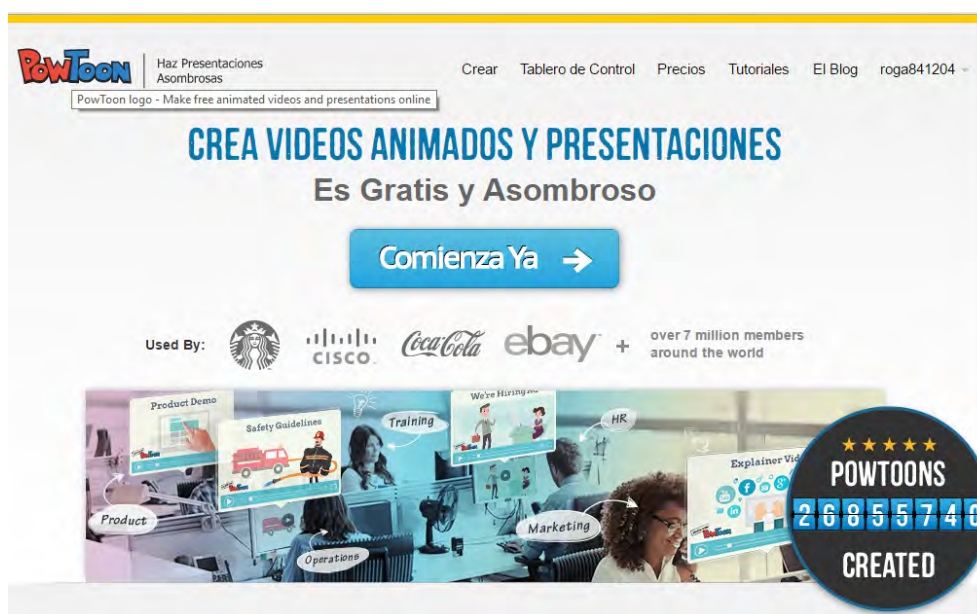 PowToon
Haz Presentaciones
Asombrosas
Crear Tablero de Control Precios Tutoriales El Blog roga841204
PowToon logo - Make free animated videos and presentations online
CREA VIDEOS ANIMADOS Y PRESENTACIONES
Es Gratis y Asombroso
Comienza Ya
Used By:
CISCO
Coca-Cola
ebay
+
over 7 million members
around the world
Product Demo
Safety Guidelines
Training
We're Hiring
HR
Explainer
Product
Operations
Marketing
POWTOONS
2685574
CREATED